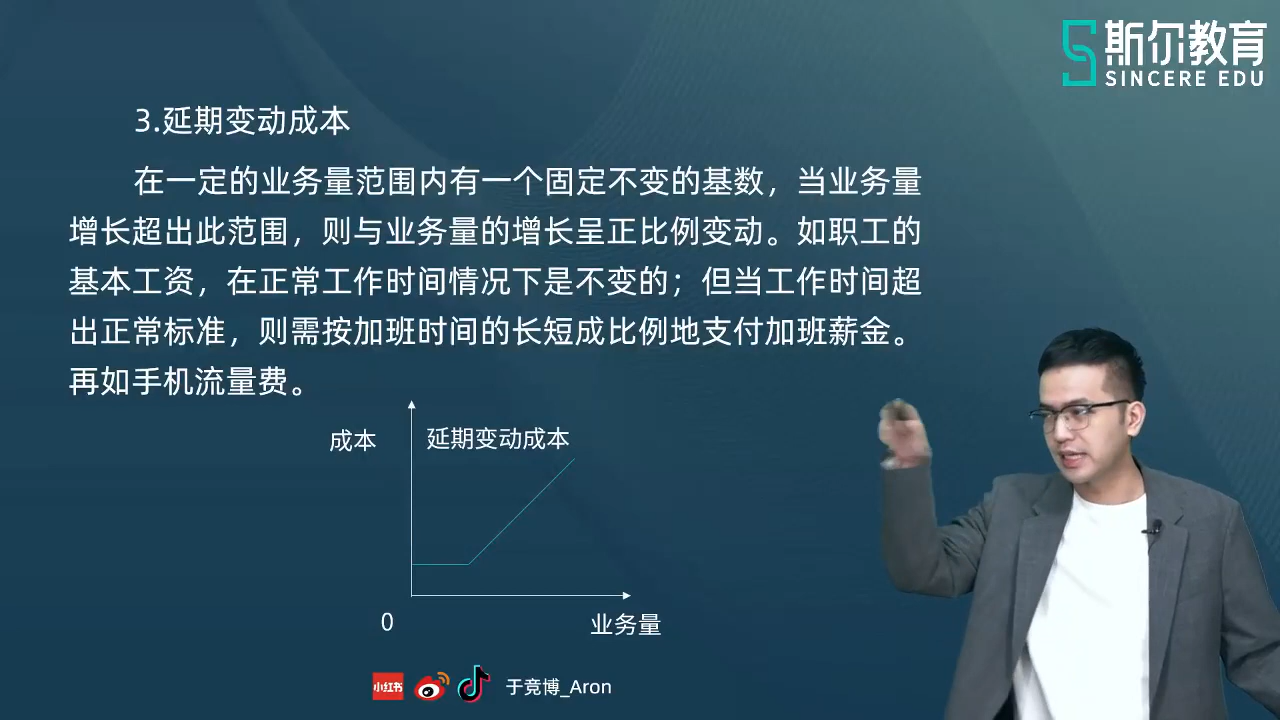 斯尔教育
SINCERE EDU
3.延期变动成本
在一定的业务量范围内有一个固定不变的基数，当业务量
增长超出此范围，则与业务量的增长呈正比例变动。如职工的
基本工资，在正常工作时间情况下是不变的；但当工作时间超
出正常标准，则需按加班时间的长短成比例地支付加班薪金。
再如手机流量费。
成本
延期变动成本
0
业务量
小红书
于竞博_Aron